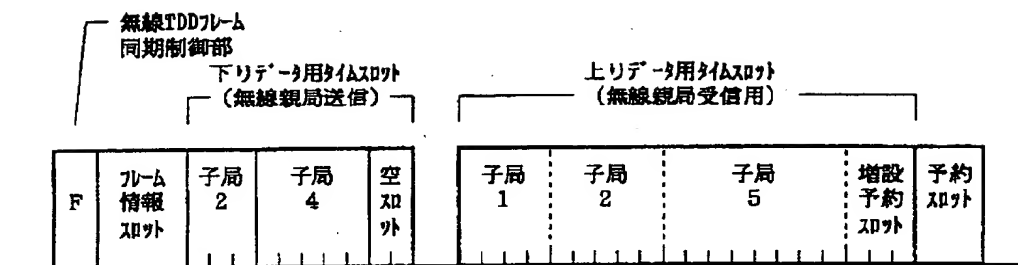 無線TDDﾌﾚｰﾑ
同期制御部
下りデｰﾀ用ﾀｲﾑｽﾛｯﾄ
(無線親局送信)
上りデｰﾀ用ﾀｲﾑｽﾛｯﾄ
(無線親局受信用)
F
ﾌﾚｰﾑ
情報
ｽﾛｯﾄ
子局
2
子局
4
空
ｽﾛ
ｯﾄ
子局
1
子局
2
子局
5
増設
予約
ｽﾛｯﾄ
予約
ｽﾛｯﾄ